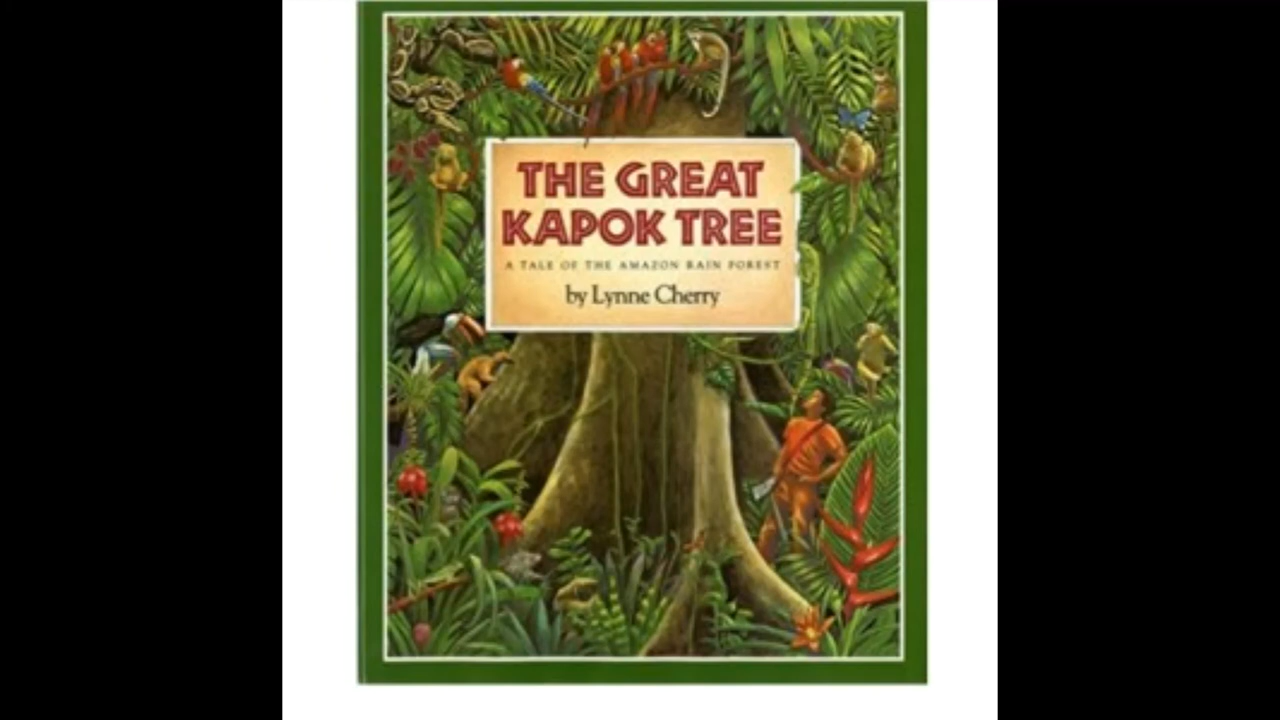 THE GREAT
KAPOK TREE
A TALE OF THE AMAZON RAIN FOREST
by Lynne Cherry